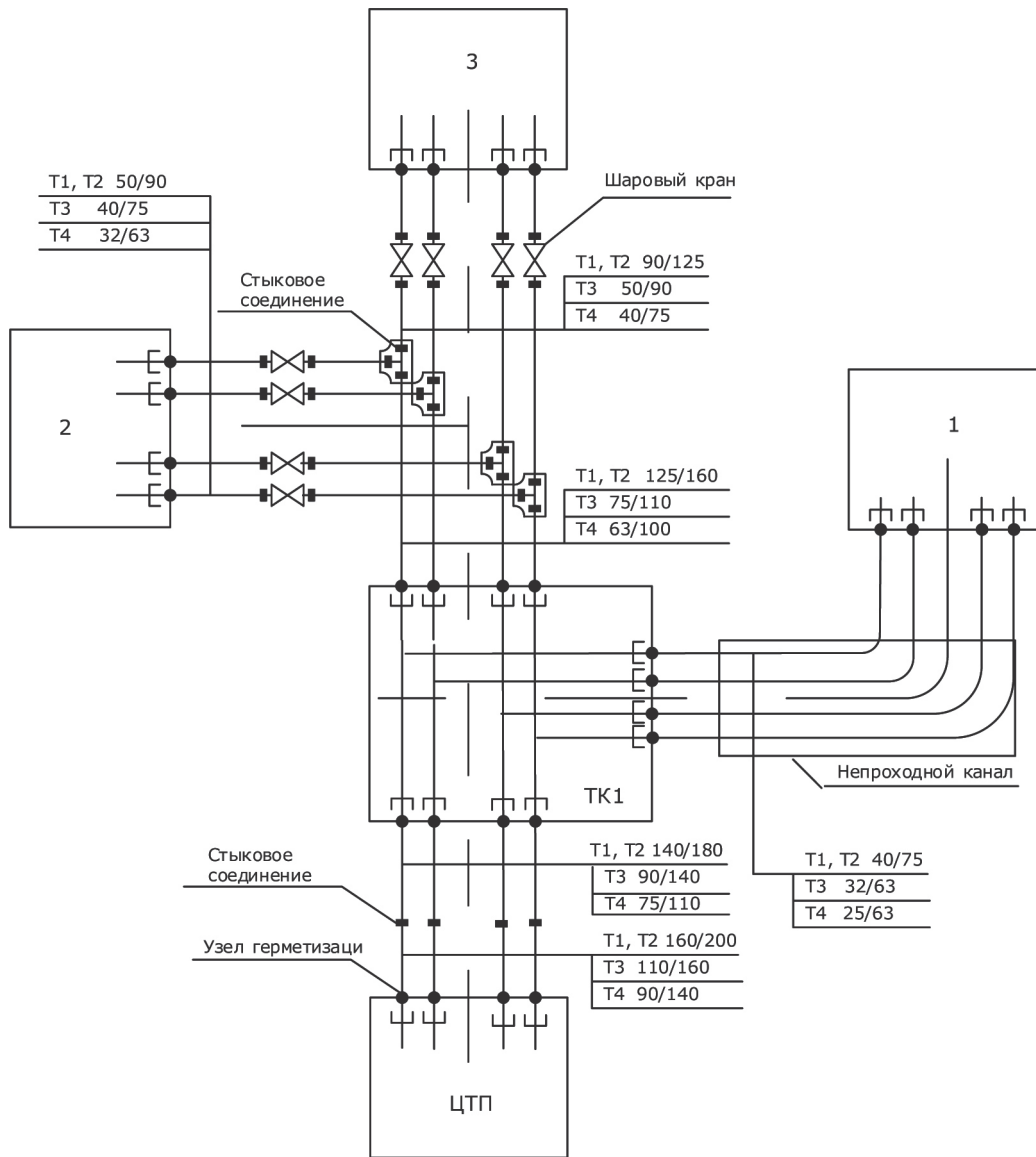 3
Шаровый кран
Т1, Т2 50/90
Т3 40/75
Т4 32/63
Т1, Т2 90/125
Т3 50/90
Т4 40/75
Стыковое
соединение
2
1
Т1, Т2 125/160
Т3 75/110
Т4 63/100
Непроходной канал
ТК1
Т1, Т2 140/180
Т3 90/140
Т4 75/110
Т1, Т2 40/75
Т3 32/63
Т4 25/63
Стыковое
соединение
Узел герметизаци
Т1, Т2 160/200
Т3 110/160
Т4 90/140
ЦТП